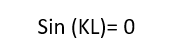 Sin (KL)= 0